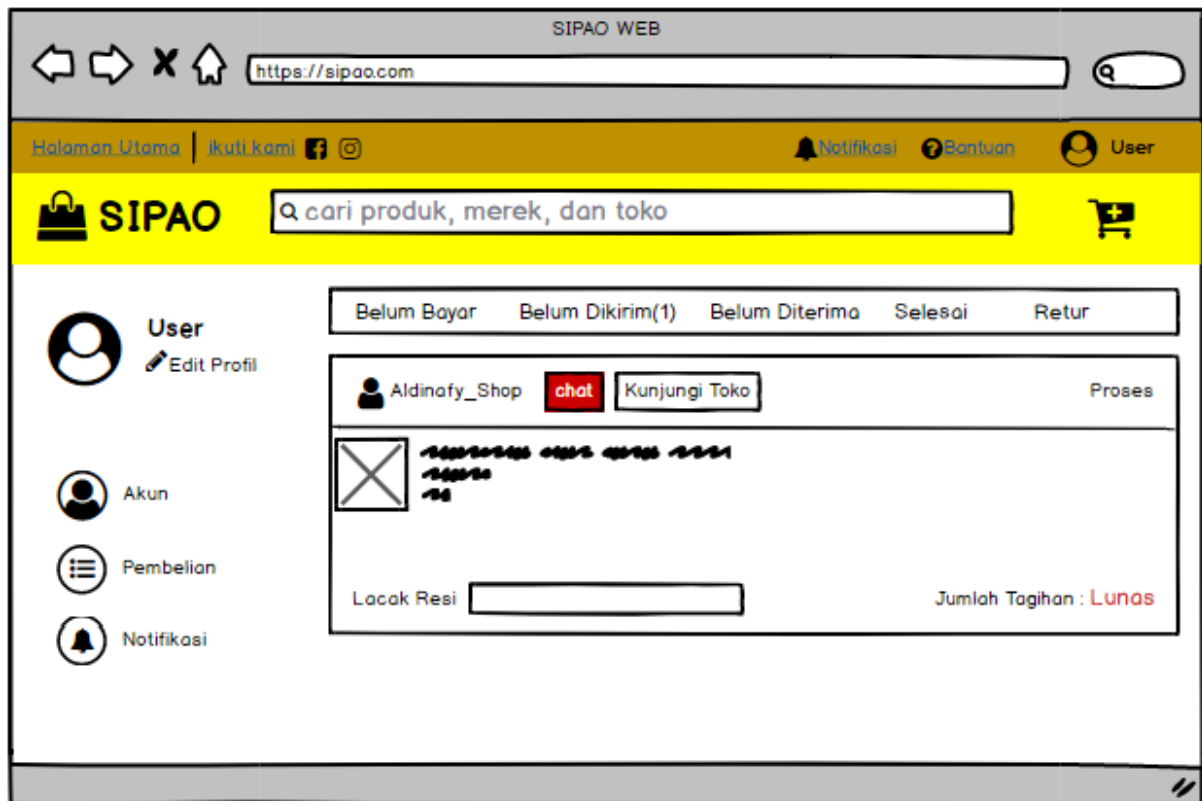 SIPAO WEB
https://sipao.com
Halaman Utama ikuti kami Notifikasi Bantuan User
SIPAO cari produk, merek, dan toko
Belum Bayar Belum Dikirim(1) Belum Diterima Selesai Retur
User
Edit Profil
Aldinafy_Shop chat Kunjungi Toko Proses
Akun
Pembelian
Notifikasi
Lacak Resi Jumlah Tagihan : Lunas